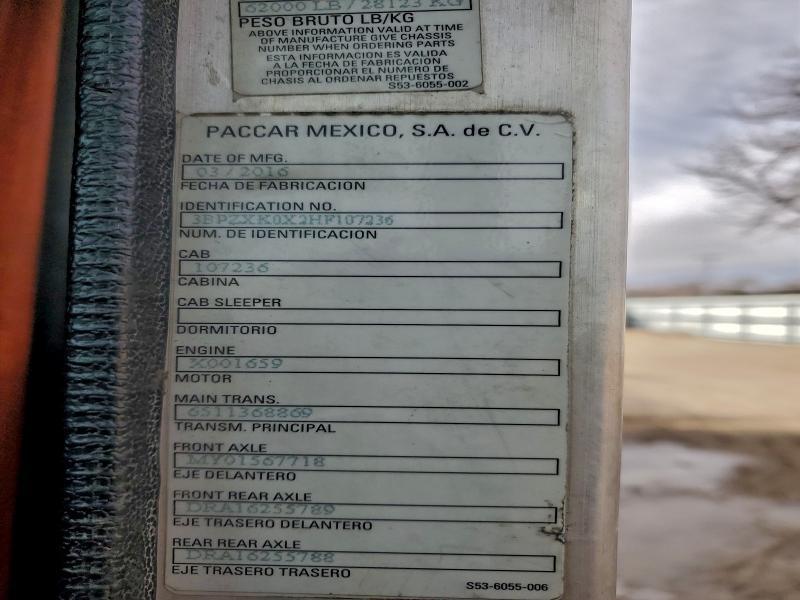 62000 LB / 28123 KG
PESO BRUTO LB/KG
ABOVE INFORMATION VALID AT TIME
OF MANUFACTURE GIVE CHASSIS
NUMBER WHEN ORDERING PARTS
ESTA INFORMACION ES VALIDA
A LA FECHA DE FABRICACION
PROPORCIONAR EL NUMERO DE
CHASIS AL ORDENAR REPUESTOS
S53-6055-002
PACCAR MEXICO, S.A. de C.V.
DATE OF MFG.
03 / 2016
FECHA DE FABRICACION
IDENTIFICATION NO.
3BPZXK0X2HF107236
NUM. DE IDENTIFICACION
CAB
107236
CABINA
CAB SLEEPER
DORMITORIO
ENGINE
X001659
MOTOR
MAIN TRANS.
6511368869
TRANSM. PRINCIPAL
FRONT AXLE
MY01567718
EJE DELANTERO
FRONT REAR AXLE
DRA16255789
EJE TRASERO DELANTERO
REAR REAR AXLE
DRA16255788
EJE TRASERO TRASERO
S53-6055-006